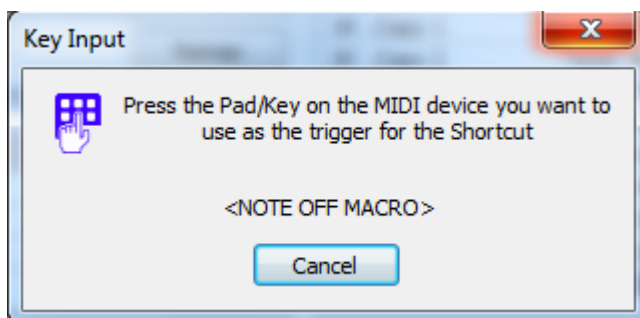 Key Input
Press the Pad/Key on the MIDI device you want to
use as the trigger for the Shortcut
<NOTE OFF MACRO>
Cancel